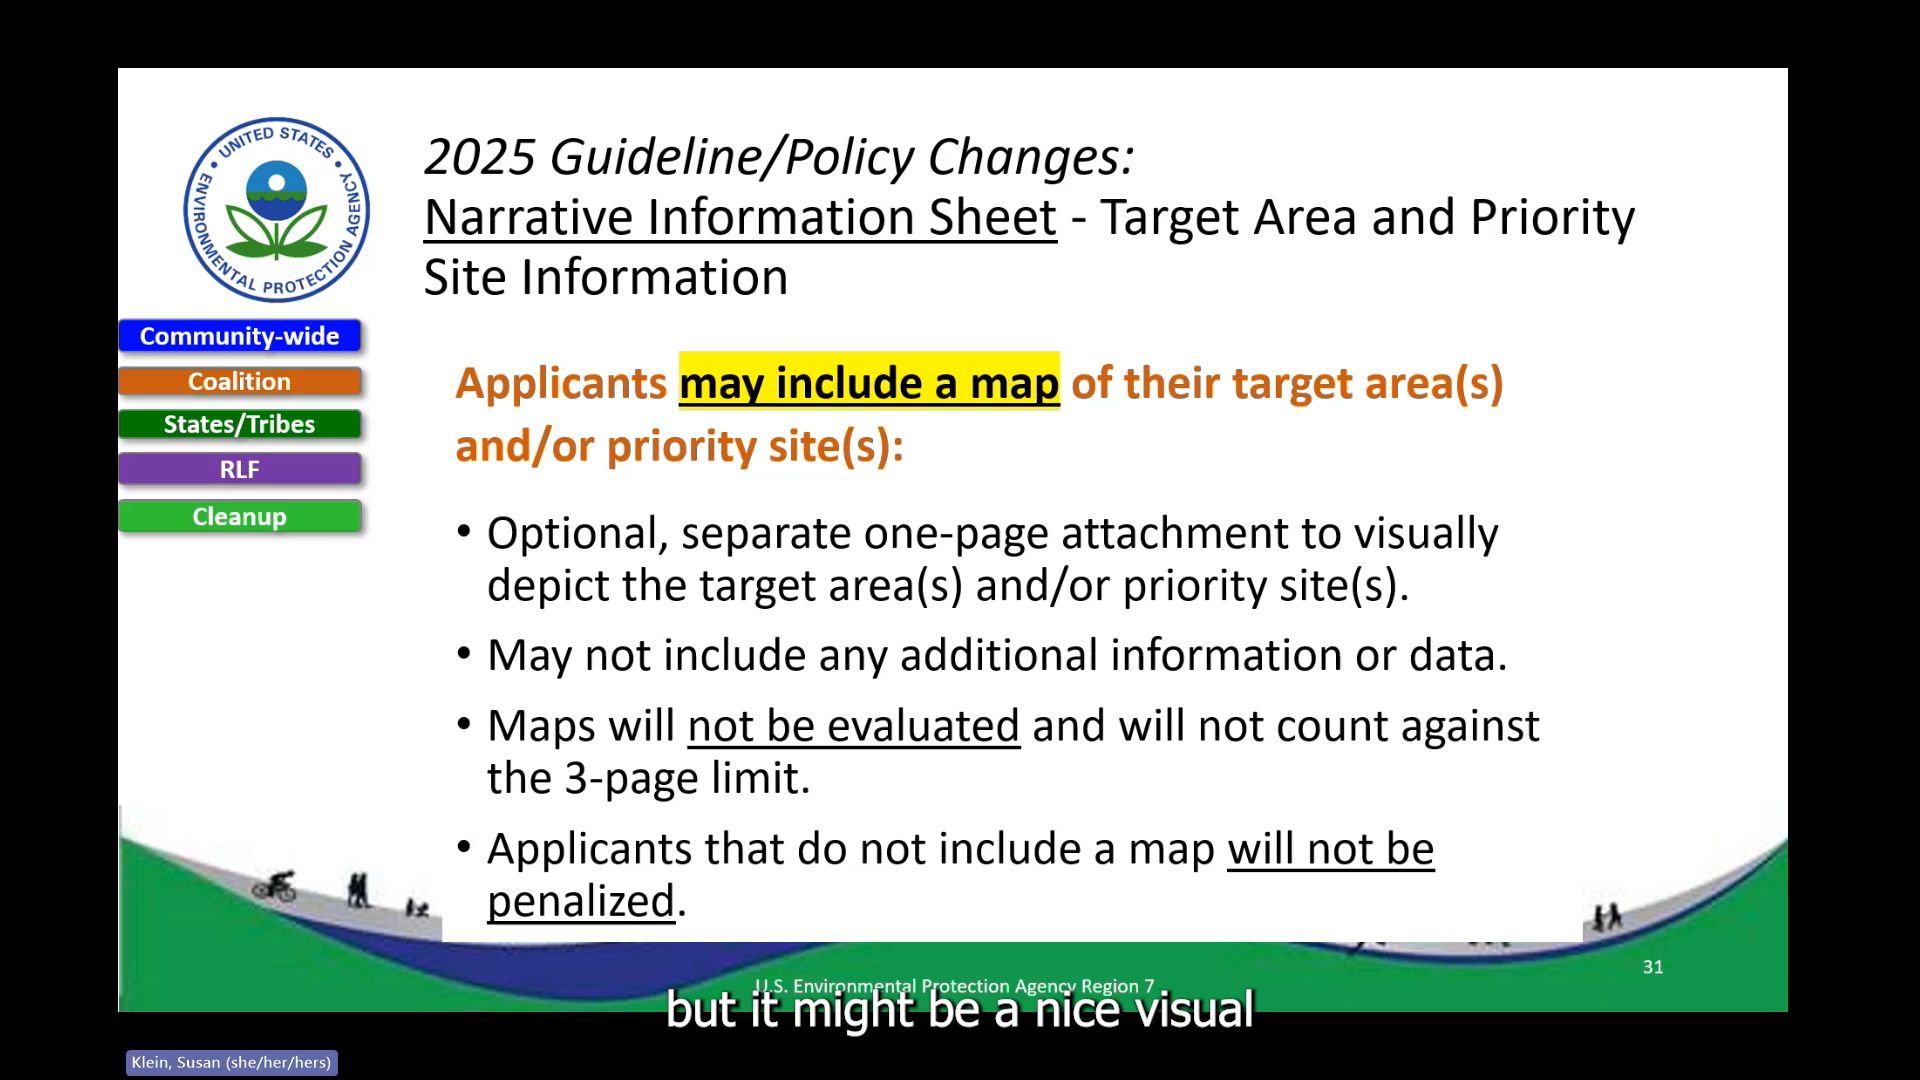 UNITED STATES
ENVIRONMENTAL PROTECTION AGENCY
2025 Guideline/Policy Changes:
Narrative Information Sheet - Target Area and Priority
Site Information
Community-wide
Coalition
States/Tribes
RLF
Cleanup
Applicants may include a map of their target area(s)
and/or priority site(s):
• Optional, separate one-page attachment to visually
depict the target area(s) and/or priority site(s).
• May not include any additional information or data.
• Maps will not be evaluated and will not count against
the 3-page limit.
• Applicants that do not include a map will not be
penalized.
31
U.S. Environmental Protection Agency Region 7
but it might be a nice visual
Klein, Susan (she/her/hers)